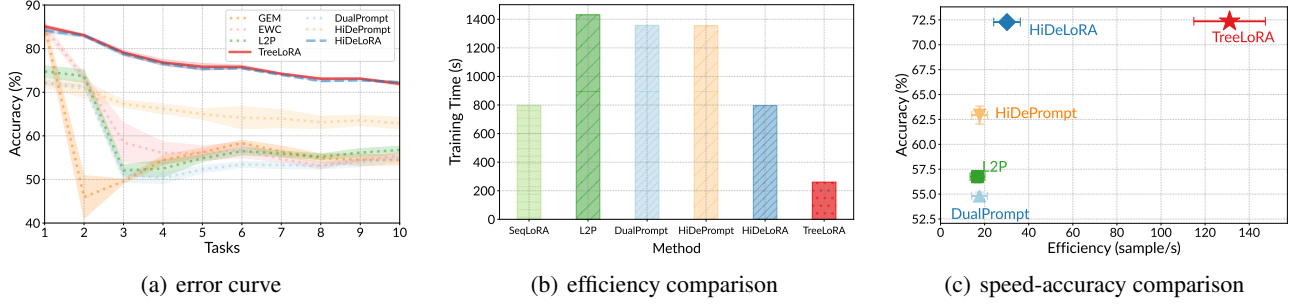 90
80
70
60
50
40
Accuracy (%)
1 2 3 4 5 6 7 8 9 10
Tasks
GEM
EWC
L2P
TreeLoRA
DualPrompt
HiDePrompt
HiDeLoRA
(a) error curve
1400
1200
1000
800
600
400
200
0
Training Time (s)
SeqLoRA L2P DualPrompt HiDePrompt HiDeLoRA TreeLoRA
Method
(b) efficiency comparison
72.5
70.0
67.5
65.0
62.5
60.0
57.5
55.0
52.5
Accuracy (%)
0 20 40 60 80 100 120 140
Efficiency (sample/s)
HiDeLoRA
TreeLoRA
HiDePrompt
L2P
DualPrompt
(c) speed-accuracy comparison